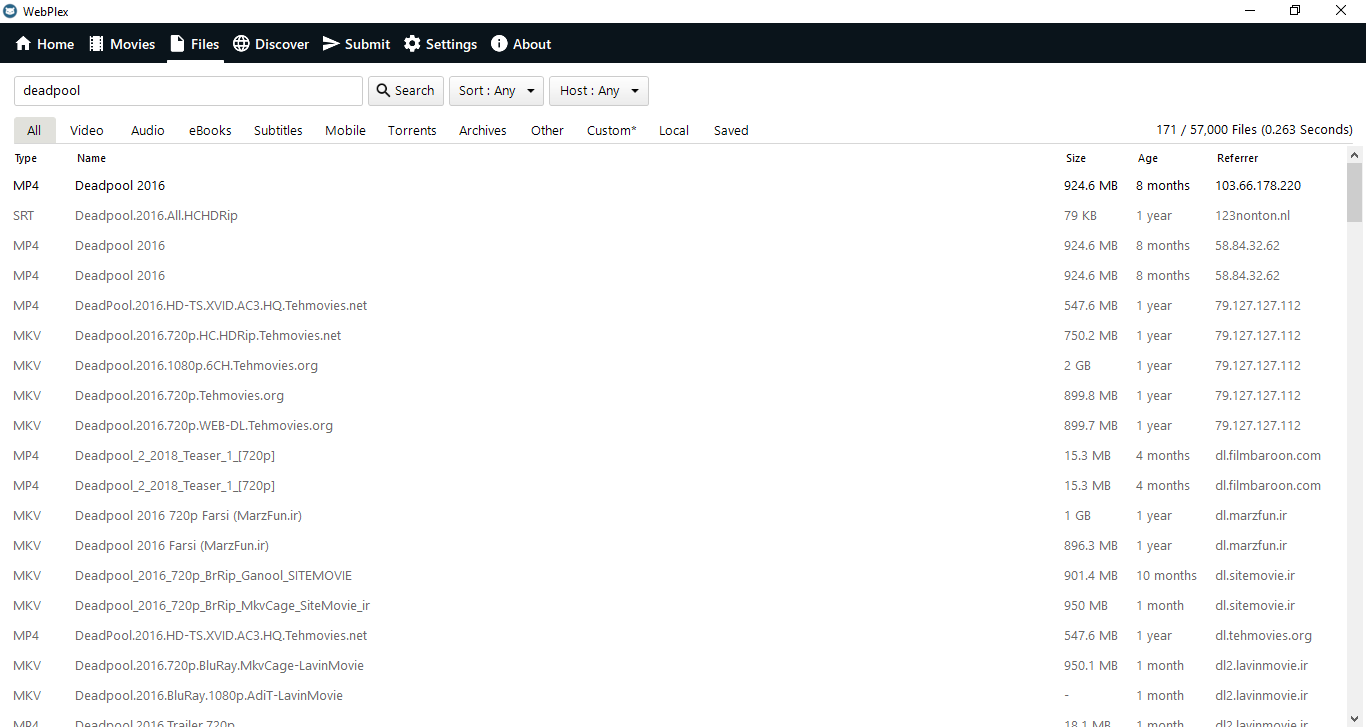 WebPlex
Home Movies Files Discover Submit Settings About
deadpool Search Sort : Any Host : Any
All Video Audio eBooks Subtitles Mobile Torrents Archives Other Custom* Local Saved 171 / 57,000 Files (0.263 Seconds)
Type Name Size Age Referrer
MP4 Deadpool 2016 924.6 MB 8 months 103.66.178.220
SRT Deadpool.2016.All.HCHDRip 79 KB 1 year 123nonton.nl
MP4 Deadpool 2016 924.6 MB 8 months 58.84.32.62
MP4 Deadpool 2016 924.6 MB 8 months 58.84.32.62
MP4 DeadPool.2016.HD-TS.XVID.AC3.HQ.Tehmovies.net 547.6 MB 1 year 79.127.127.112
MKV Deadpool.2016.720p.HC.HDRip.Tehmovies.net 750.2 MB 1 year 79.127.127.112
MKV Deadpool.2016.1080p.6CH.Tehmovies.org 2 GB 1 year 79.127.127.112
MKV Deadpool.2016.720p.Tehmovies.org 899.8 MB 1 year 79.127.127.112
MKV Deadpool.2016.720p.WEB-DL.Tehmovies.org 899.7 MB 1 year 79.127.127.112
MP4 Deadpool_2_2018_Teaser_1_[720p] 15.3 MB 4 months dl.filmbaroon.com
MP4 Deadpool_2_2018_Teaser_1_[720p] 15.3 MB 4 months dl.filmbaroon.com
MKV Deadpool 2016 720p Farsi (MarzFun.ir) 1 GB 1 year dl.marzfun.ir
MKV Deadpool 2016 Farsi (MarzFun.ir) 896.3 MB 1 year dl.marzfun.ir
MKV Deadpool_2016_720p_BrRip_Ganool_SITEMOVIE 901.4 MB 10 months dl.sitemovie.ir
MKV Deadpool_2016_720p_BrRip_MkvCage_SiteMovie_ir 950 MB 1 month dl.sitemovie.ir
MP4 DeadPool.2016.HD-TS.XVID.AC3.HQ.Tehmovies.net 547.6 MB 1 year dl.tehmovies.org
MKV Deadpool.2016.720p.BluRay.MkvCage-LavinMovie 950.1 MB 1 month dl2.lavinmovie.ir
MKV Deadpool.2016.BluRay.1080p.AdiT-LavinMovie - 1 month dl2.lavinmovie.ir
MP4 Deadpool.2016.Trailer.720p 18.1 MB 1 month dl2.lavinmovie.ir